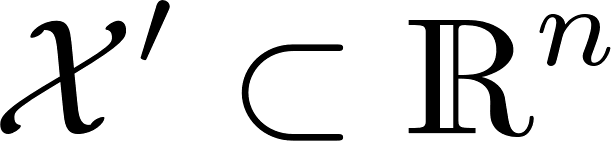 𝒳′ ⊂ ℝⁿ